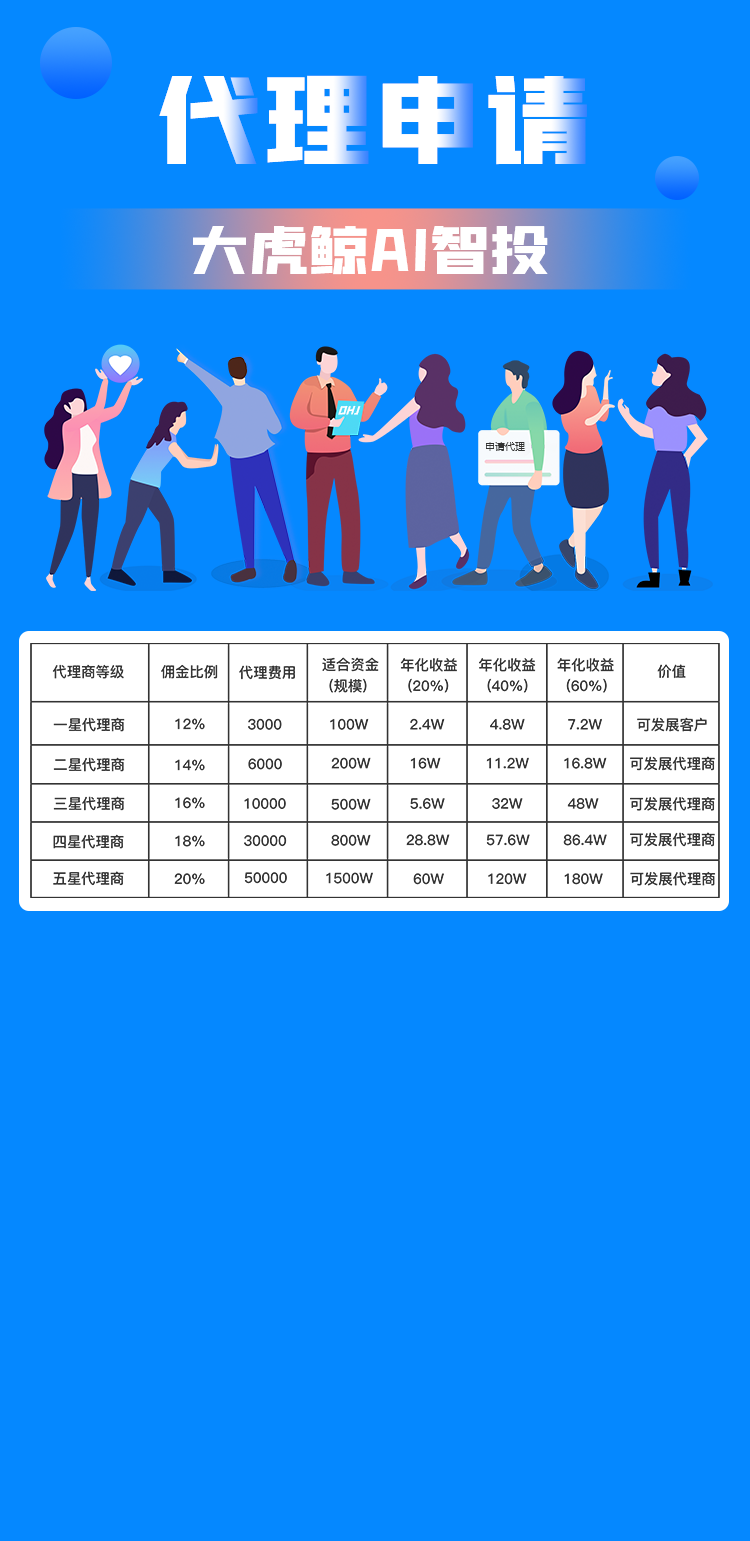 代理申请
大虎鲸AI智投
DHJ
申请代理
代理商等级 佣金比例 代理费用 适合资金(规模) 年化收益(20%) 年化收益(40%) 年化收益(60%) 价值
一星代理商 12% 3000 100W 2.4W 4.8W 7.2W 可发展客户
二星代理商 14% 6000 200W 16W 11.2W 16.8W 可发展代理商
三星代理商 16% 10000 500W 5.6W 32W 48W 可发展代理商
四星代理商 18% 30000 800W 28.8W 57.6W 86.4W 可发展代理商
五星代理商 20% 50000 1500W 60W 120W 180W 可发展代理商